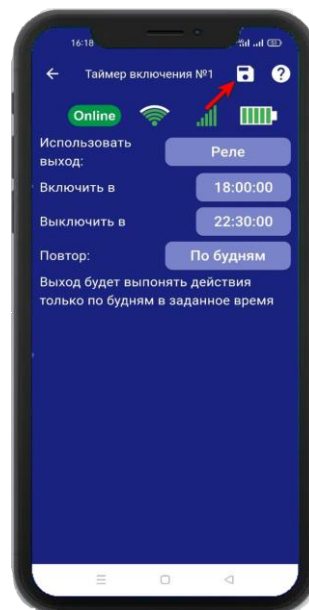 16:18
Таймер включения №1
?
Online
Использовать
выход:
Реле
Включить в
18:00:00
Выключить в
22:30:00
Повтор:
По будням
Выход будет выпонять действия
только по будням в заданное время